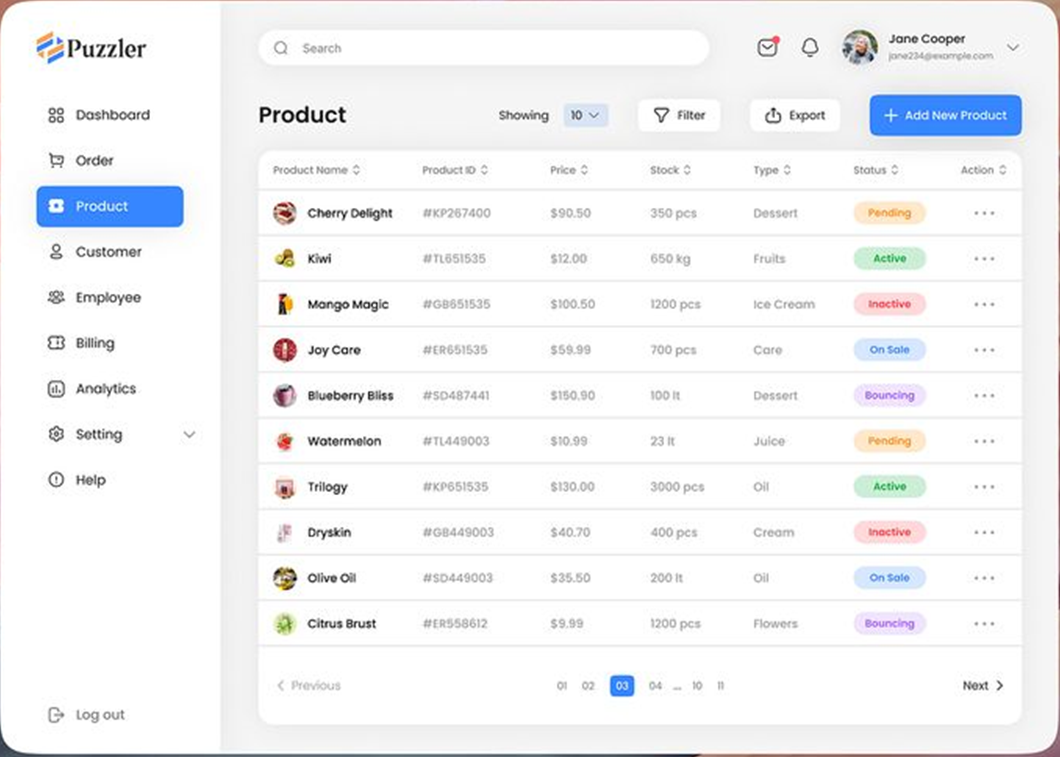 Puzzler
Dashboard
Order
Product
Customer
Employee
Billing
Analytics
Setting
Help
Log out
Search
Jane Cooper
jane234@example.com
Product
Showing 10 Filter Export + Add New Product
Product Name Product ID Price Stock Type Status Action
Cherry Delight #KP267400 $90.50 350 pcs Dessert Pending
Kiwi #TL651535 $12.00 650 kg Fruits Active
Mango Magic #GB651535 $100.50 1200 pcs Ice Cream Inactive
Joy Care #ER651535 $59.99 700 pcs Care On Sale
Blueberry Bliss #SD487441 $150.90 100 lt Dessert Bouncing
Watermelon #TL449003 $10.99 23 lt Juice Pending
Trilogy #KP651535 $130.00 3000 pcs Oil Active
Dryskin #GB449003 $40.70 400 pcs Cream Inactive
Olive Oil #SD449003 $35.50 200 lt Oil On Sale
Citrus Brust #ER558612 $9.99 1200 pcs Flowers Bouncing
Previous 01 02 03 04 ... 10 11 Next